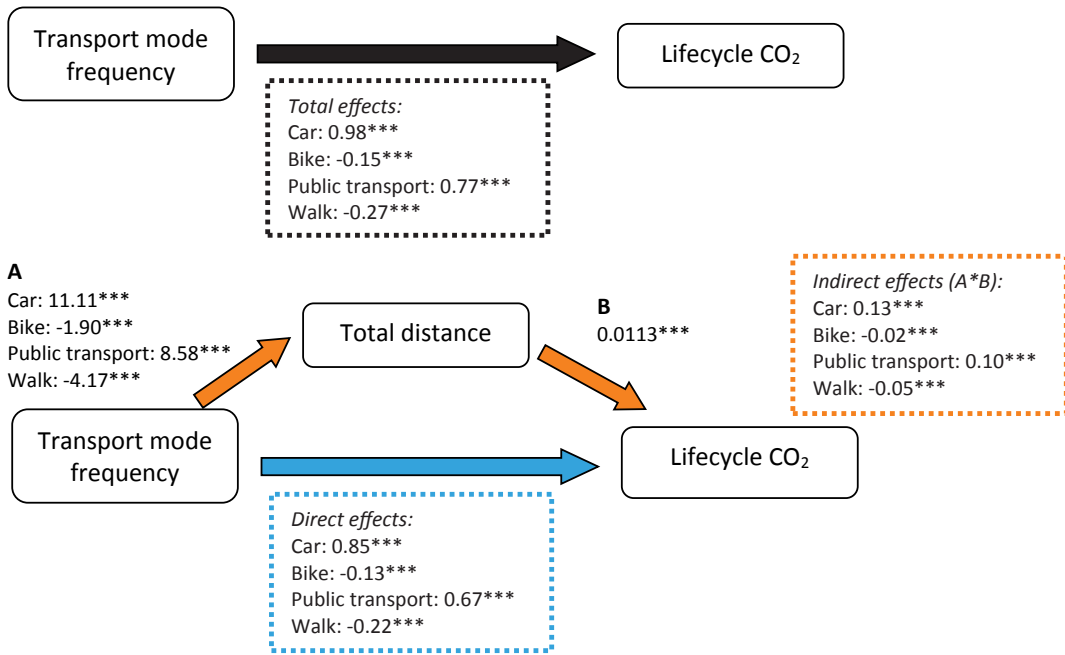 Transport mode
frequency
Lifecycle CO₂
Total effects:
Car: 0.98***
Bike: -0.15***
Public transport: 0.77***
Walk: -0.27***
A
Car: 11.11***
Bike: -1.90***
Public transport: 8.58***
Walk: -4.17***
Total distance
B
0.0113***
Indirect effects (A*B):
Car: 0.13***
Bike: -0.02***
Public transport: 0.10***
Walk: -0.05***
Transport mode
frequency
Lifecycle CO₂
Direct effects:
Car: 0.85***
Bike: -0.13***
Public transport: 0.67***
Walk: -0.22***